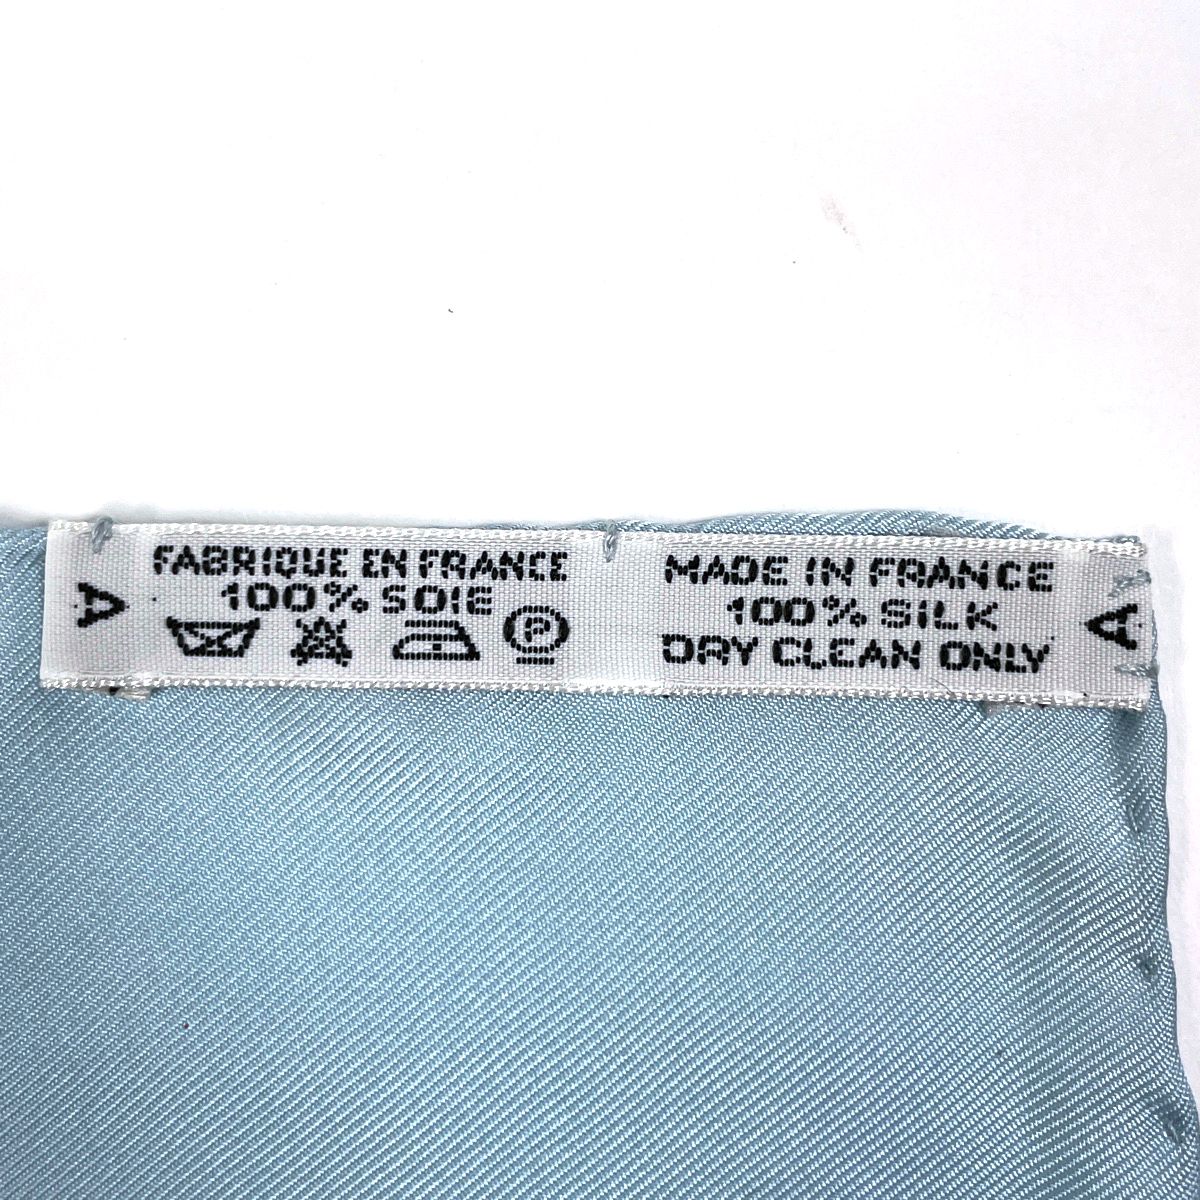 A
FABRIQUE EN FRANCE
100% SOIE
P
MADE IN FRANCE
100% SILK
DRY CLEAN ONLY
A